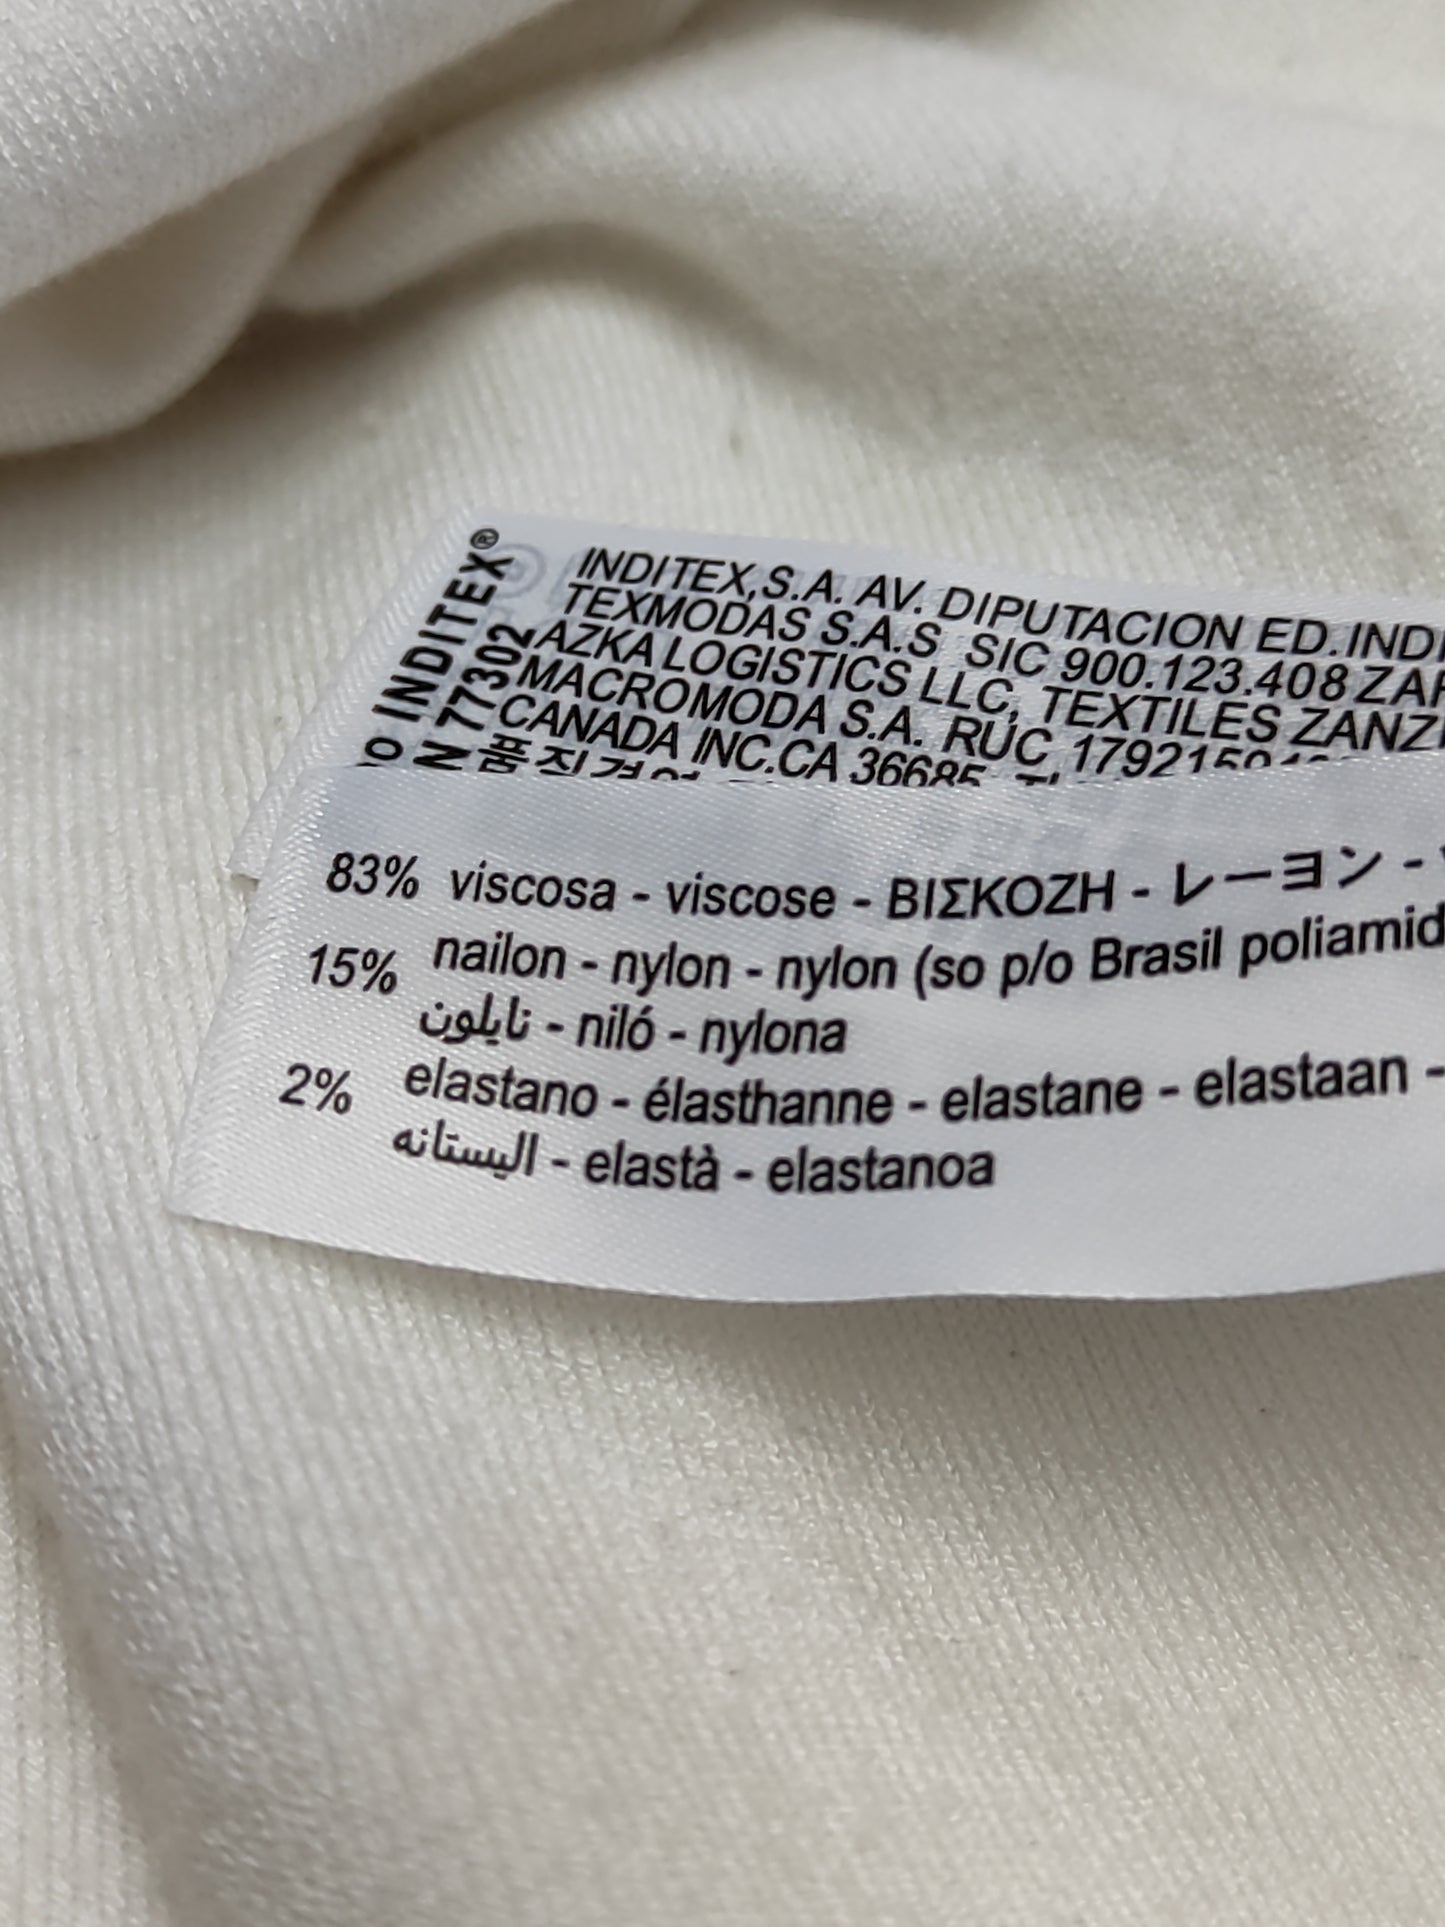 INDITEX®
N 77302
INDITEX,S.A. AV. DIPUTACION ED.INDI
TEXMODAS S.A.S SIC 900.123.408 ZAR
AZKA LOGISTICS LLC, TEXTILES ZANZ
MACROMODA S.A. RUC
CANADA INC.CA 36685
83% viscosa - viscose - ΒΙΣΚΟΖΗ - レーヨン -
15% nailon - nylon - nylon (so p/o Brasil poliamid
نايلون - niló - nylona
2% elastano - élasthanne - elastane - elastaan -
اليستانه - elastà - elastanoa